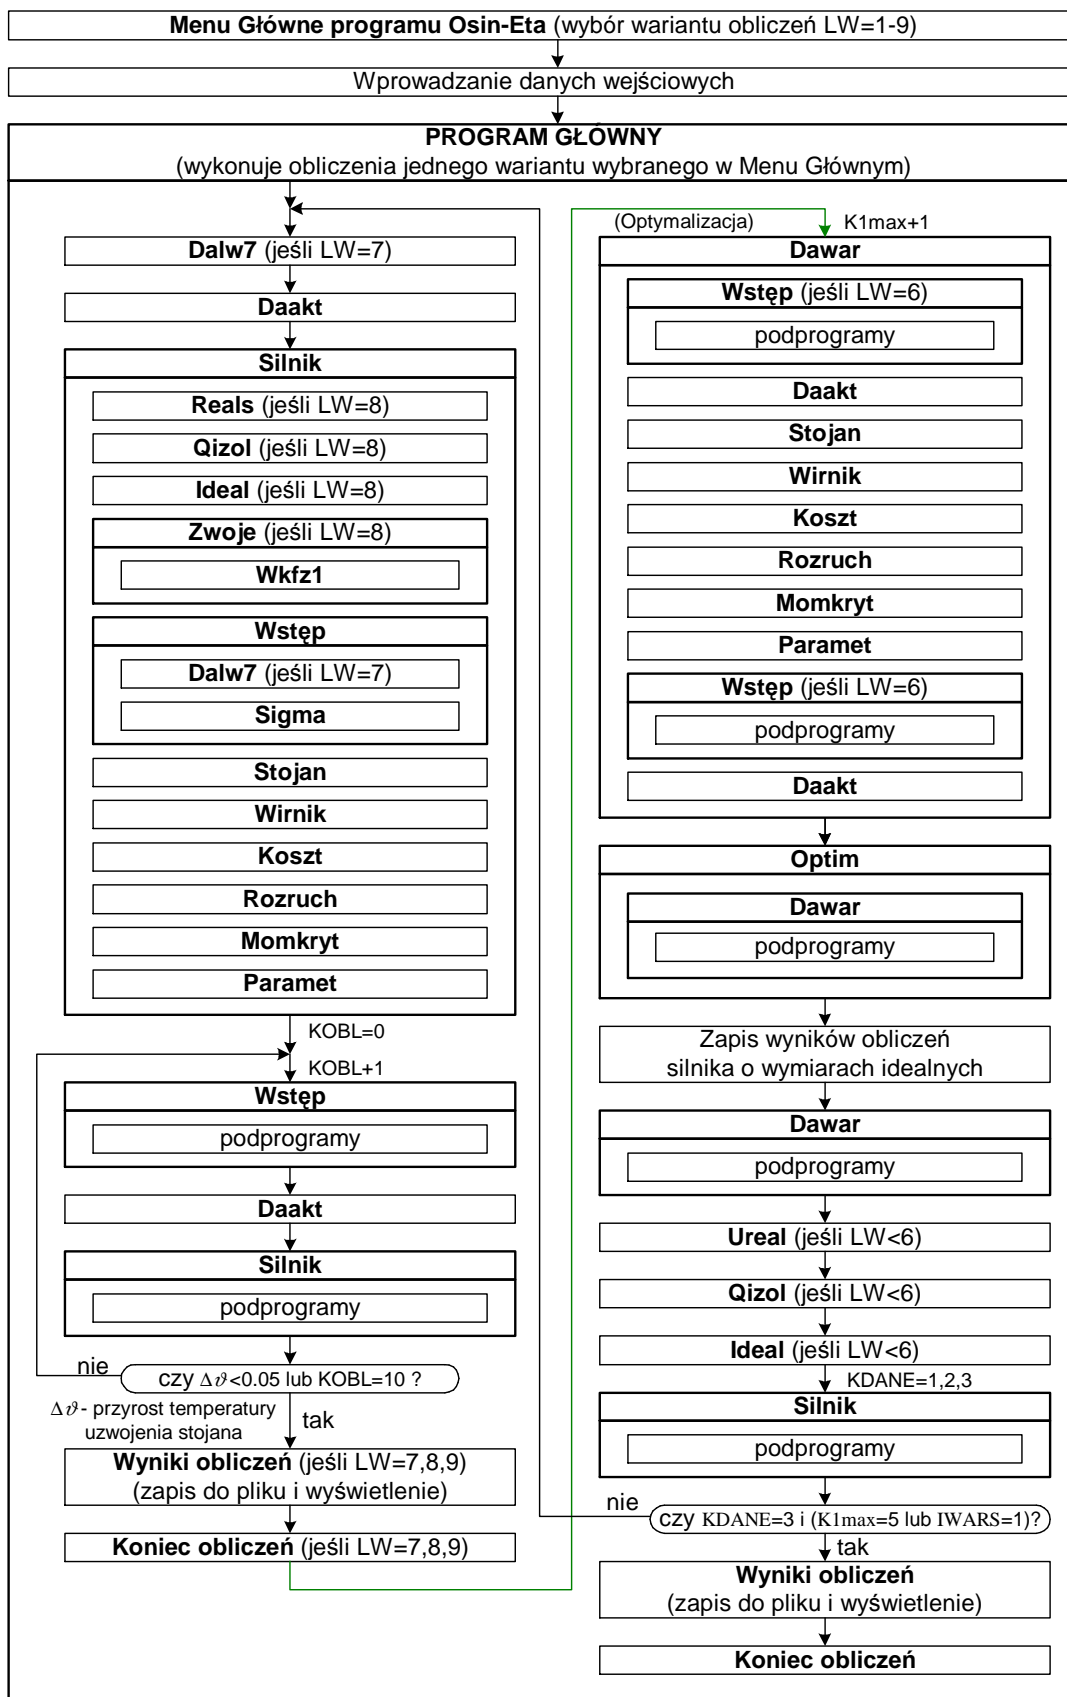 Menu Główne programu Osin-Eta (wybór wariantu obliczeń LW=1-9)
Wprowadzanie danych wejściowych
PROGRAM GŁÓWNY
(wykonuje obliczenia jednego wariantu wybranego w Menu Głównym)
Dalw7 (jeśli LW=7)
Daakt
Silnik
Reals (jeśli LW=8)
Qizol (jeśli LW=8)
Ideal (jeśli LW=8)
Zwoje (jeśli LW=8)
Wkfz1
Wstęp
Dalw7 (jeśli LW=7)
Sigma
Stojan
Wirnik
Koszt
Rozruch
Momkryt
Paramet
KOBL=0
KOBL+1
Wstęp
podprogramy
Daakt
Silnik
podprogramy
nie
czy Δϑ<0.05 lub KOBL=10 ?
Δϑ- przyrost temperatury
uzwojenia stojana
tak
Wyniki obliczeń (jeśli LW=7,8,9)
(zapis do pliku i wyświetlenie)
Koniec obliczeń (jeśli LW=7,8,9)
(Optymalizacja)
K1max+1
Dawar
Wstęp (jeśli LW=6)
podprogramy
Daakt
Stojan
Wirnik
Koszt
Rozruch
Momkryt
Paramet
Wstęp (jeśli LW=6)
podprogramy
Daakt
Optim
Dawar
podprogramy
Zapis wyników obliczeń
silnika o wymiarach idealnych
Dawar
podprogramy
Ureal (jeśli LW<6)
Qizol (jeśli LW<6)
Ideal (jeśli LW<6)
KDANE=1,2,3
Silnik
podprogramy
nie
czy KDANE=3 i (K1max=5 lub IWARS=1)?
tak
Wyniki obliczeń
(zapis do pliku i wyświetlenie)
Koniec obliczeń